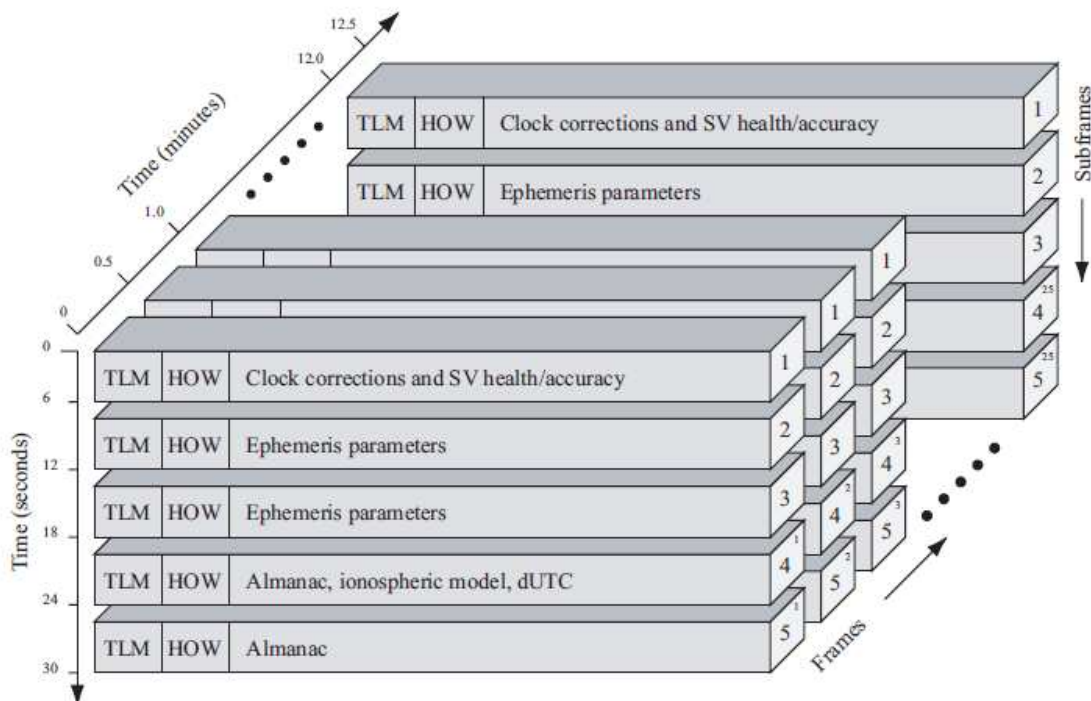 12.5
12.0
Time (minutes)
1.0
0.5
0
TLM HOW Clock corrections and SV health/accuracy 1
TLM HOW Ephemeris parameters 2
3
4 25
5 25
Subframes
1
2
3
4 3
5 3
1
2
3
4 2
5 2
0
TLM HOW Clock corrections and SV health/accuracy 1
6
TLM HOW Ephemeris parameters 2
12
TLM HOW Ephemeris parameters 3
18
TLM HOW Almanac, ionospheric model, dUTC 4 1
24
TLM HOW Almanac 5 1
30
Time (seconds)
Frames